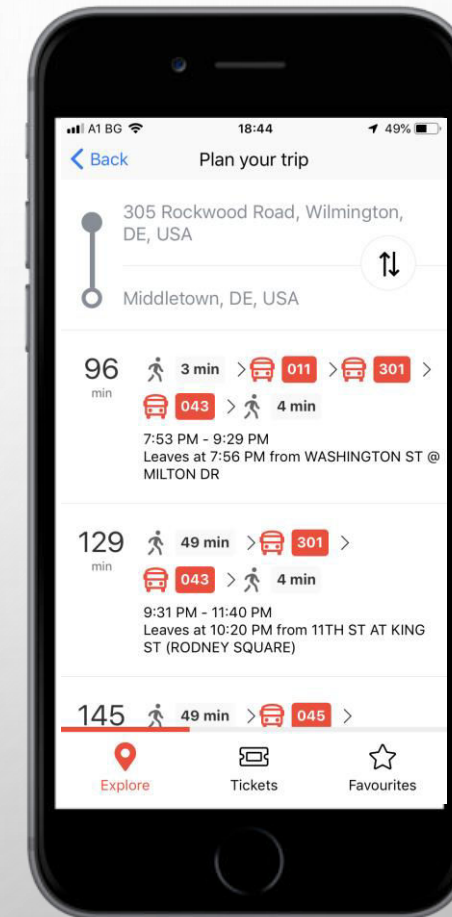 A1 BG 18:44 49%
Back Plan your trip
305 Rockwood Road, Wilmington,
DE, USA
Middletown, DE, USA
96 3 min > 011 > 301 >
min
043 > 4 min
7:53 PM - 9:29 PM
Leaves at 7:56 PM from WASHINGTON ST @
MILTON DR
129 49 min > 301 >
min
043 > 4 min
9:31 PM - 11:40 PM
Leaves at 10:20 PM from 11TH ST AT KING
ST (RODNEY SQUARE)
145 49 min > 045 >
Explore Tickets Favourites